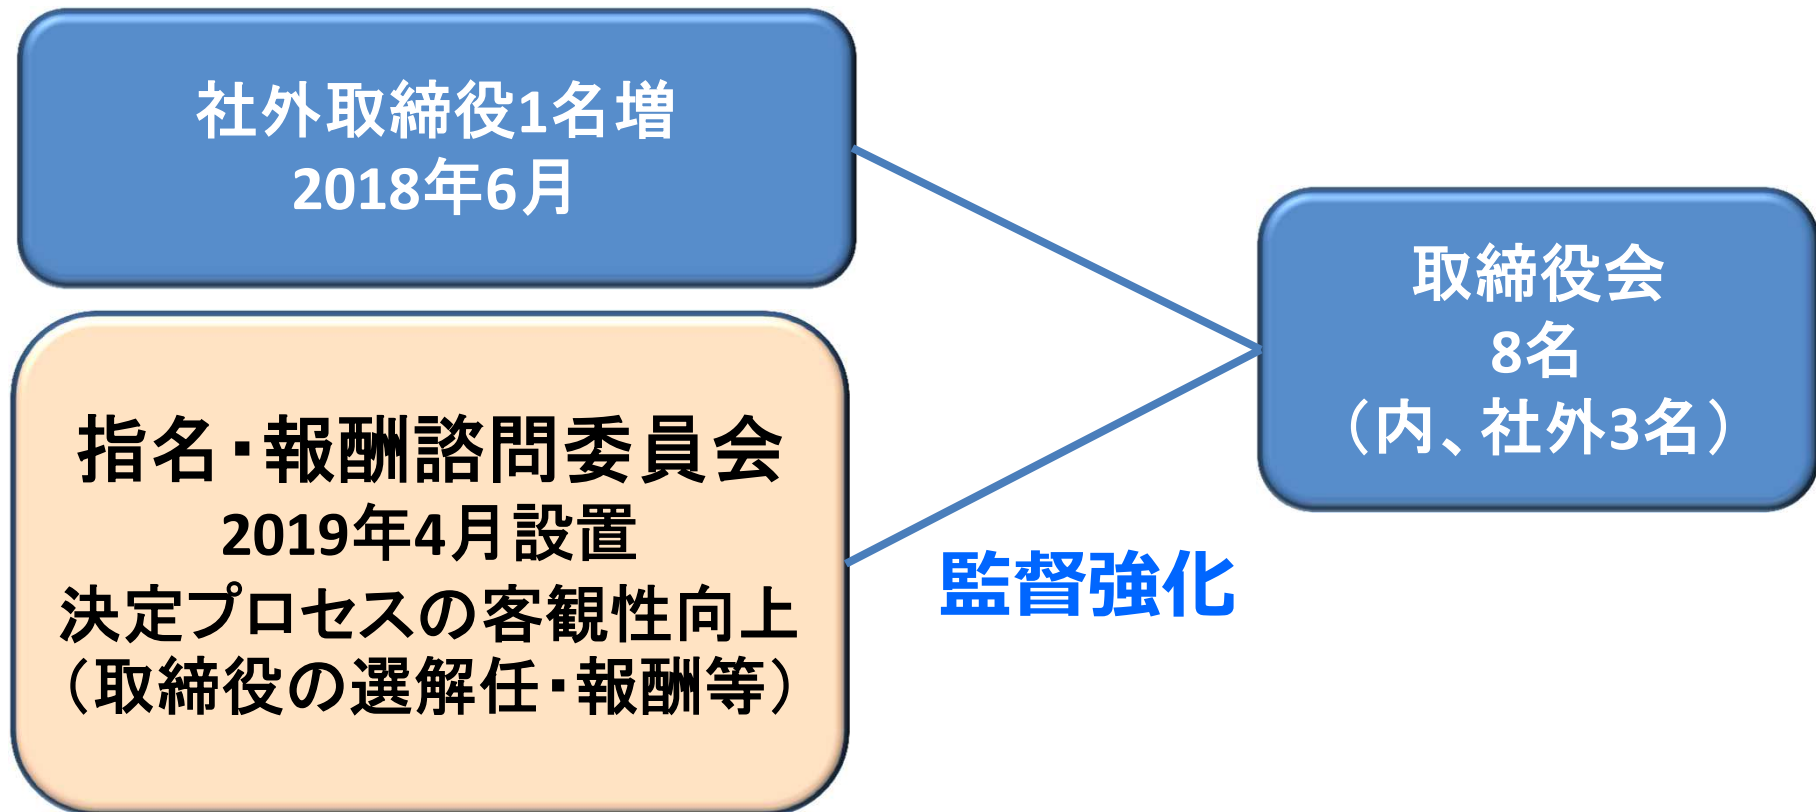 社外取締役1名増
2018年6月
指名・報酬諮問委員会
2019年4月設置
決定プロセスの客観性向上
（取締役の選解任・報酬等）
監督強化
取締役会
8名
（内、社外3名）